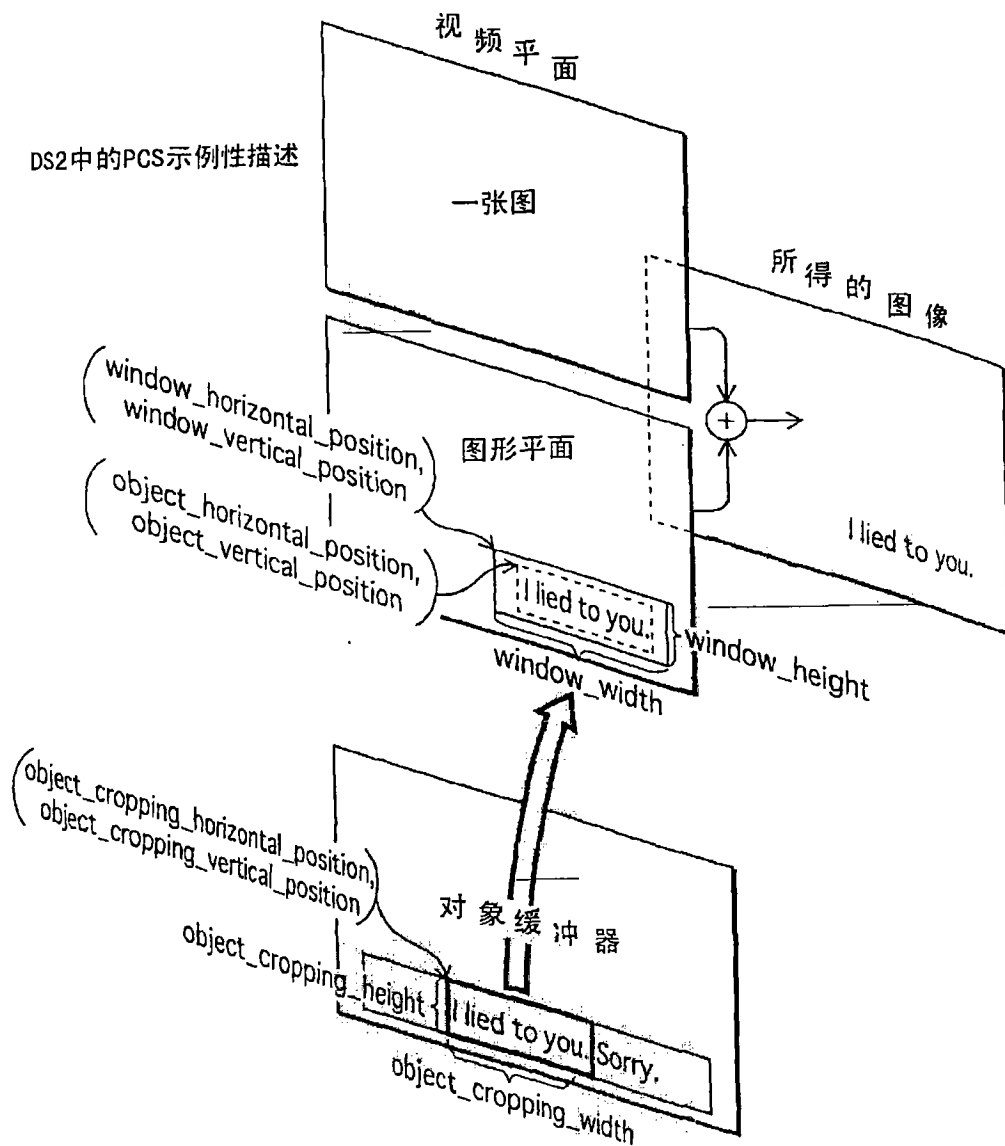 视频平面
DS2中的PCS示例性描述
一张图
所得的图像
window_horizontal_position,
window_vertical_position
图形平面
object_horizontal_position,
object_vertical_position
I lied to you.
I lied to you.
window_height
window_width
object_cropping_horizontal_position,
object_cropping_vertical_position
对象缓冲器
object_cropping_height
I lied to you. Sorry.
object_cropping_width